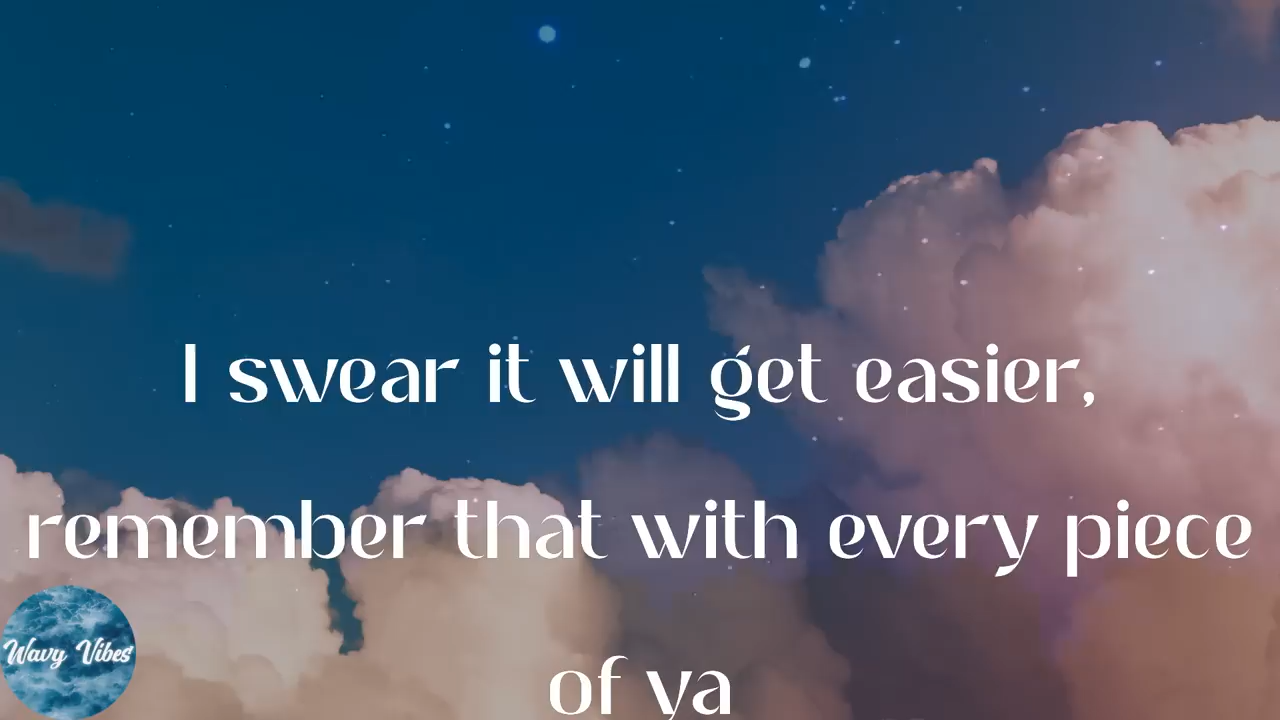 I swear it will get easier,
remember that with every piece
of ya
Wavy Vibes